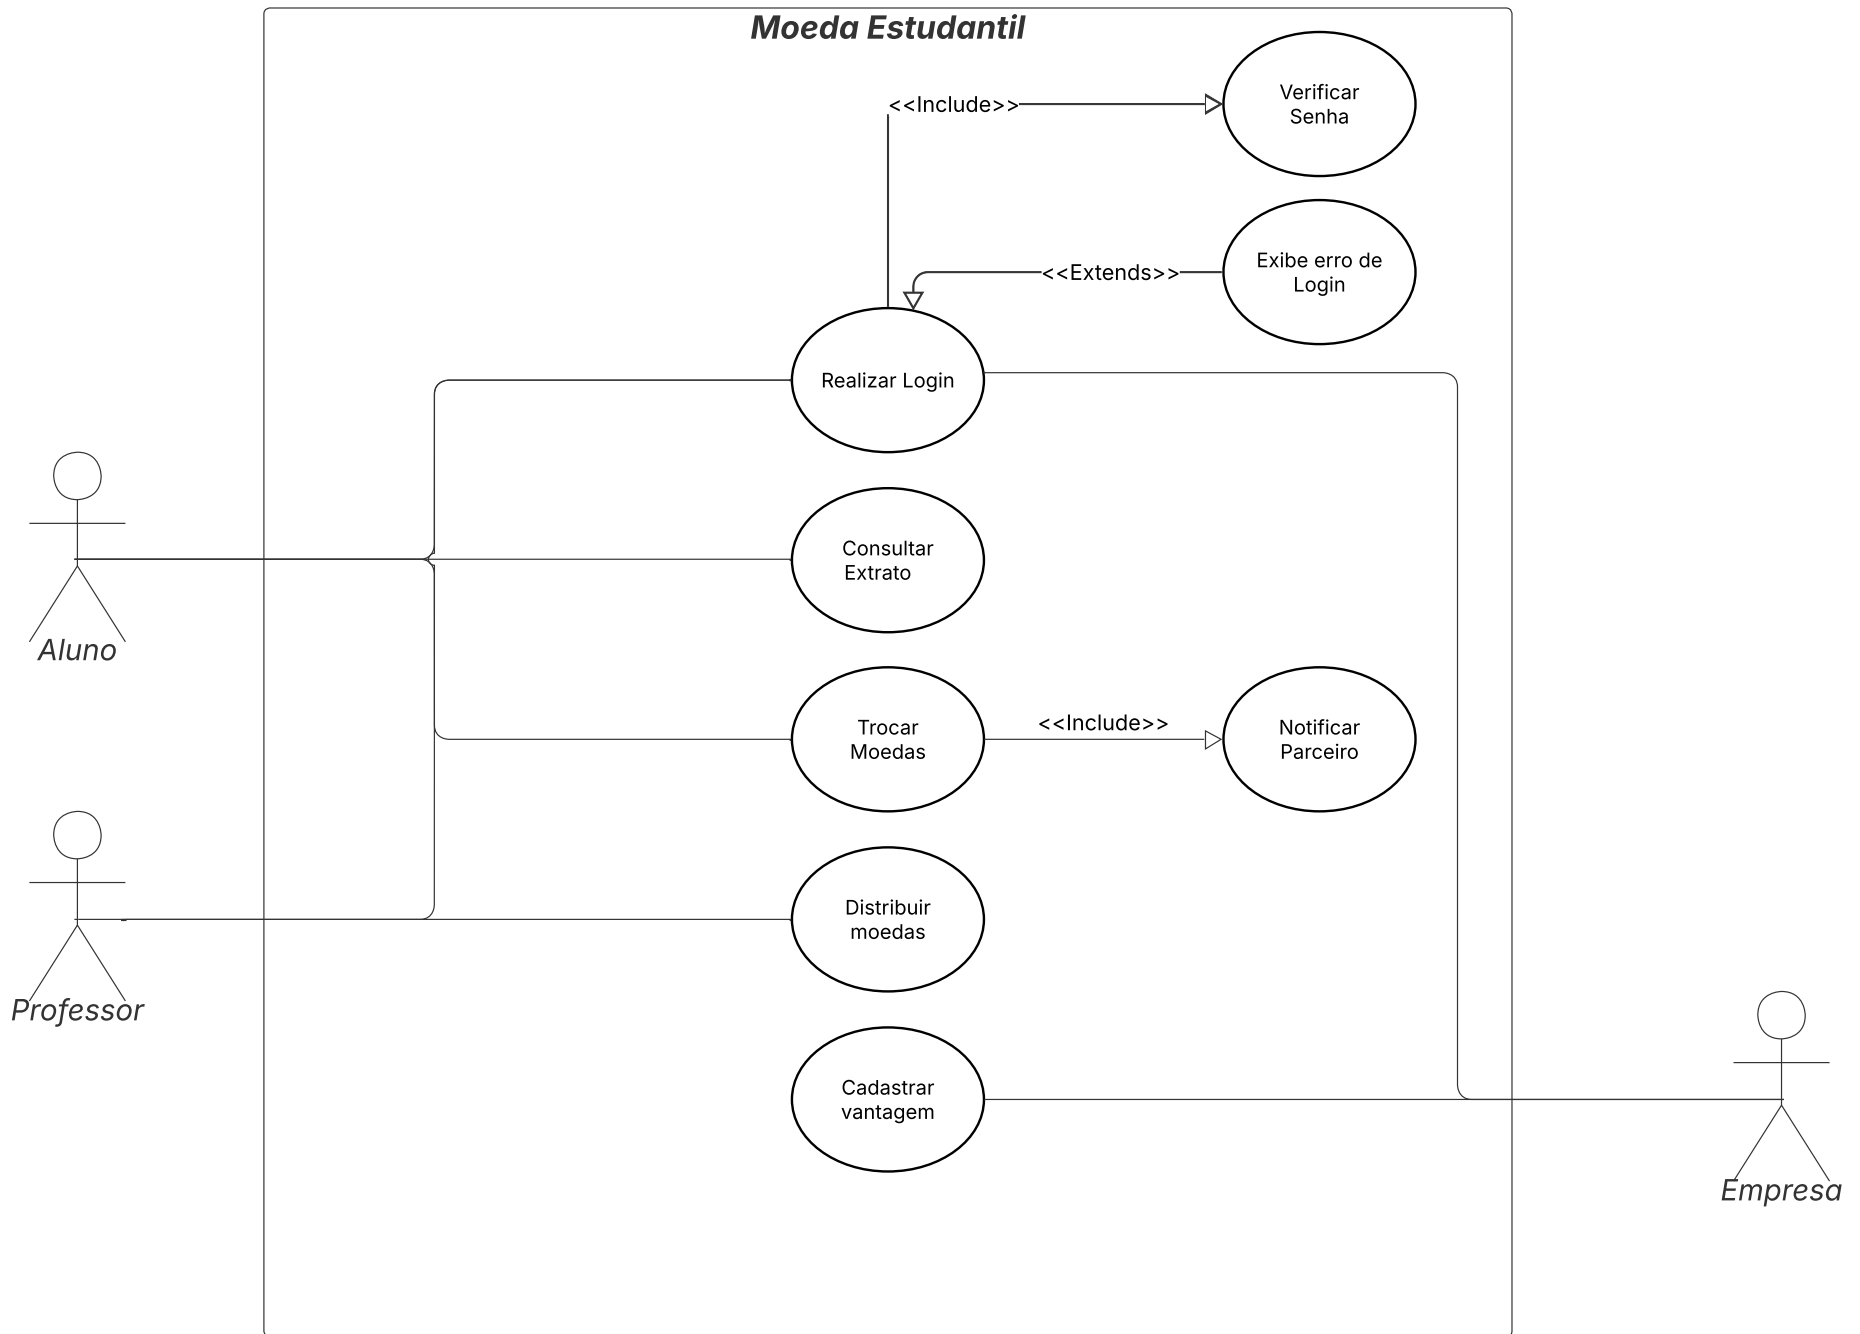 Moeda Estudantil
<<Include>>
Verificar
Senha
<<Extends>>
Exibe erro de
Login
Realizar Login
Consultar
Extrato
Aluno
Trocar
Moedas
<<Include>>
Notificar
Parceiro
Distribuir
moedas
Professor
Cadastrar
vantagem
Empresa